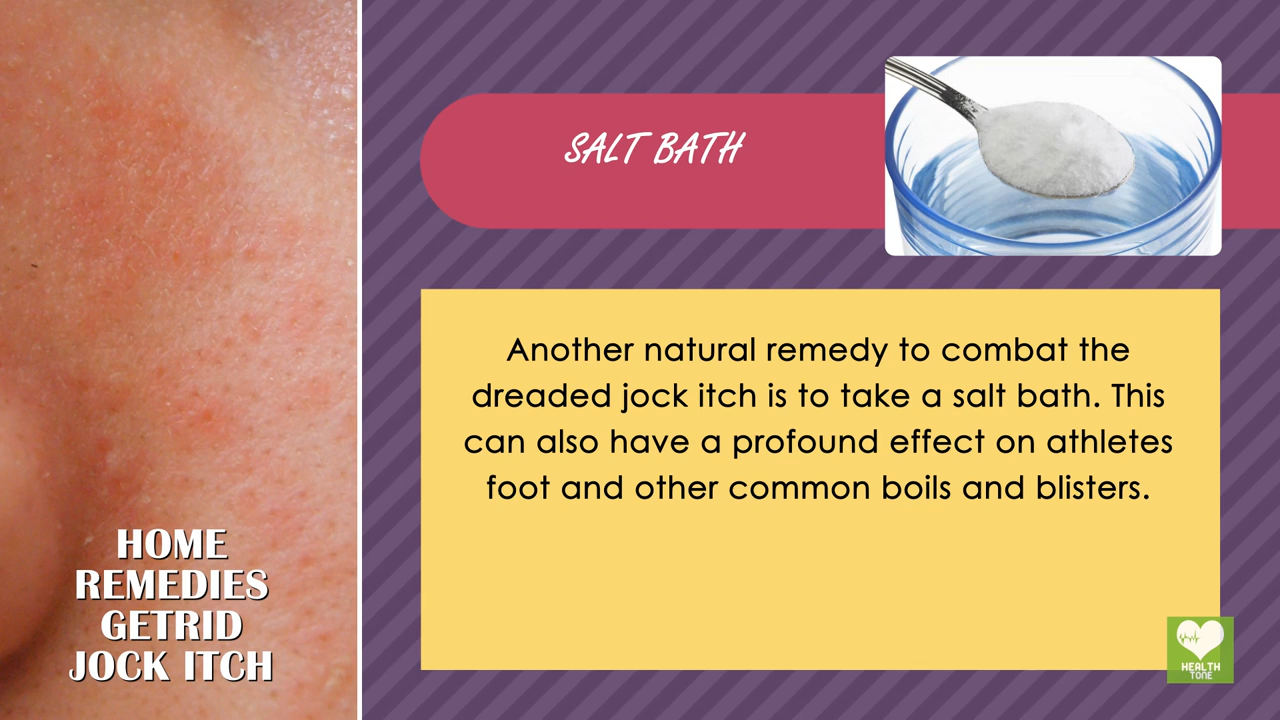 SALT BATH
Another natural remedy to combat the
dreaded jock itch is to take a salt bath. This
can also have a profound effect on athletes
foot and other common boils and blisters.
HOME
REMEDIES
GETRID
JOCK ITCH
HEALTH
TONE